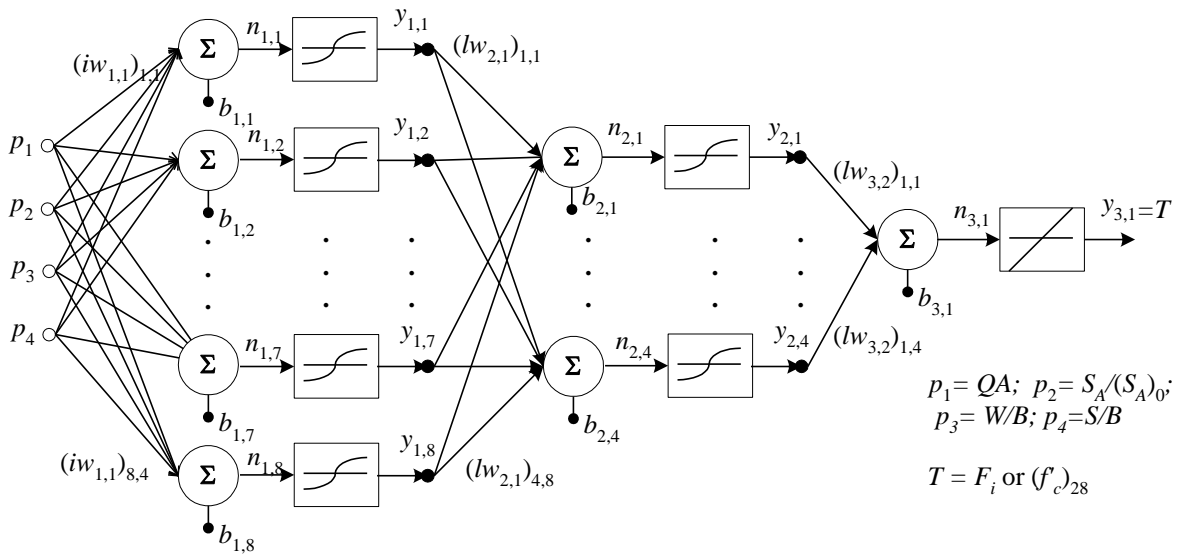 y1,1
n1,1
(lw2,1)1,1
Σ
(iw1,1)1,1
b1,1
y1,2
n1,2
p1
Σ
n2,1
y2,1
Σ
(lw3,2)1,1
p2
b1,2
b2,1
n3,1
y3,1=T
Σ
p3
b3,1
p4
n1,7
y1,7
n2,4
y2,4
(lw3,2)1,4
Σ
Σ
p1= QA; p2= SA/(SA)0;
p3= W/B; p4=S/B
b1,7
b2,4
y1,8
(iw1,1)8,4
n1,8
(lw2,1)4,8
Σ
T = Fi or (f'c)28
b1,8